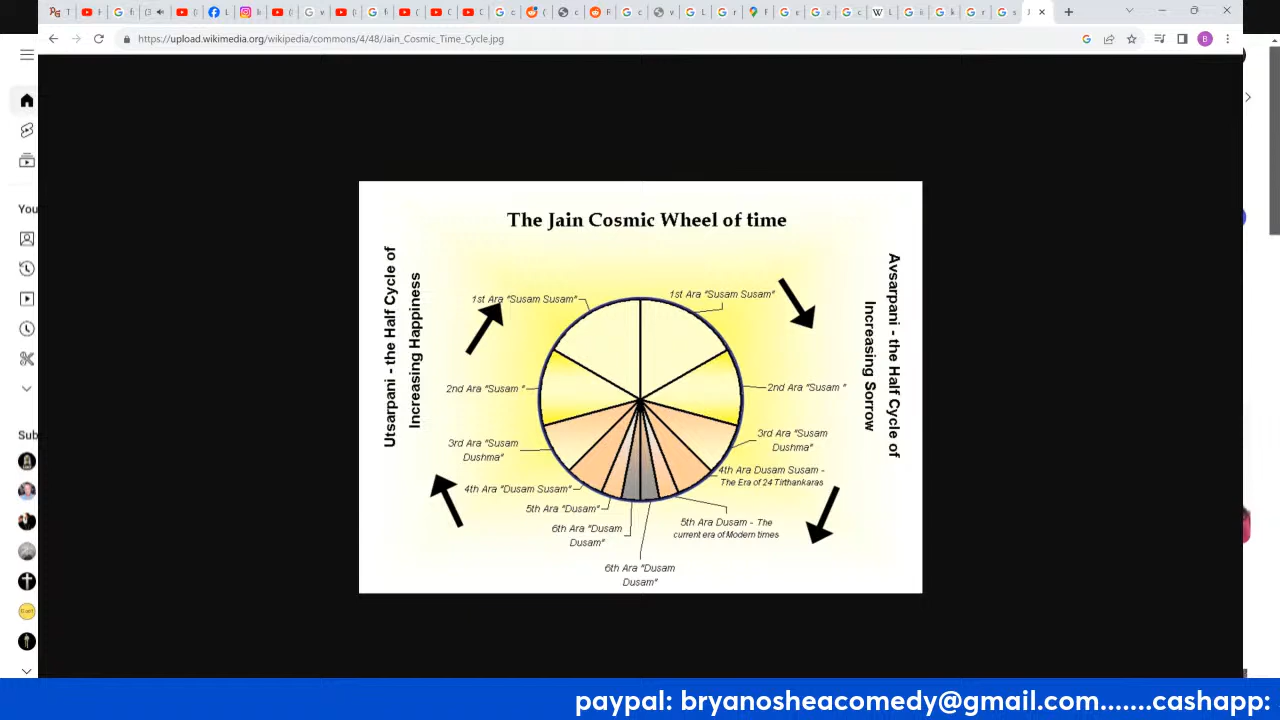 https://upload.wikimedia.org/wikipedia/commons/4/48/Jain_Cosmic_Time_Cycle.jpg
You
Sub
The Jain Cosmic Wheel of time
Utsarpani - the Half Cycle of
Increasing Happiness
Avsarpani - the Half Cycle of
Increasing Sorrow
1st Ara "Susam Susam"
1st Ara "Susam Susam"
2nd Ara "Susam "
2nd Ara "Susam "
3rd Ara "Susam
Dushma"
3rd Ara "Susam
Dushma"
4th Ara "Dusam Susam"
4th Ara Dusam Susam -
The Era of 24 Tirthankaras
5th Ara "Dusam"
5th Ara Dusam - The
current era of Modern times
6th Ara "Dusam
Dusam"
6th Ara "Dusam
Dusam"
paypal: bryanosheacomedy@gmail.com.......cashapp: